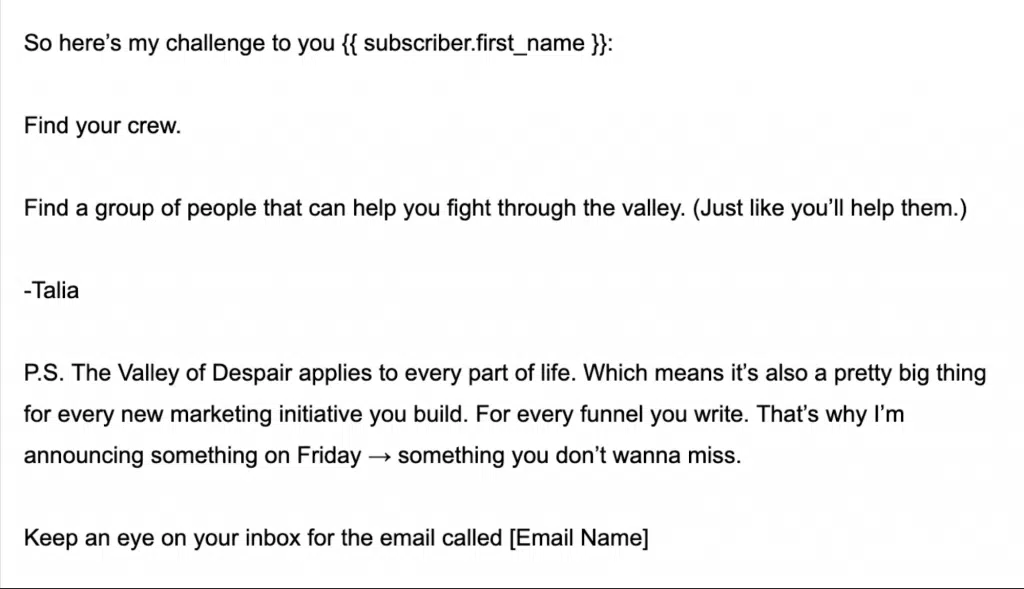 So here’s my challenge to you {{ subscriber.first_name }}:
Find your crew.
Find a group of people that can help you fight through the valley. (Just like you’ll help them.)
-Talia
P.S. The Valley of Despair applies to every part of life. Which means it’s also a pretty big thing
for every new marketing initiative you build. For every funnel you write. That’s why I’m
announcing something on Friday → something you don’t wanna miss.
Keep an eye on your inbox for the email called [Email Name]